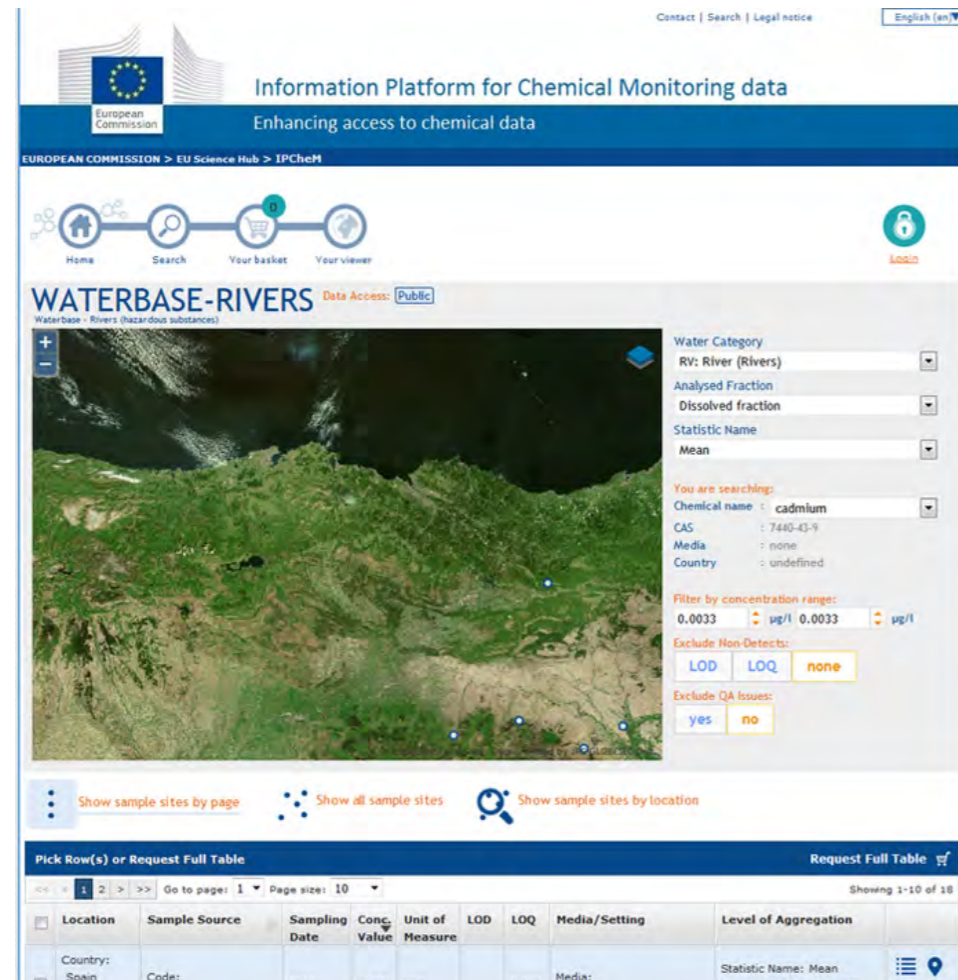 Contact | Search | Legal notice English (en)
European
Commission
Information Platform for Chemical Monitoring data
Enhancing access to chemical data
EUROPEAN COMMISSION > EU Science Hub > IPCheM
0
Home Search Your basket Your viewer Login
WATERBASE-RIVERS Data Access: Public
Waterbase - Rivers (hazardous substances)
+
−
Water Category
RV: River (Rivers)
Analysed Fraction
Dissolved fraction
Statistic Name
Mean
You are searching:
Chemical name : cadmium
CAS : 7440-43-9
Media : none
Country : undefined
Filter by concentration range:
0.0033 µg/l 0.0033 µg/l
Exclude Non-Detects:
LOD LOQ none
Exclude QA Issues:
yes no
Show sample sites by page Show all sample sites Show sample sites by location
Pick Row(s) or Request Full Table Request Full Table
<< < 1 2 > >> Go to page: 1 Page size: 10 Showing 1-10 of 18
Location Sample Source Sampling Date Conc. Value Unit of Measure LOD LOQ Media/Setting Level of Aggregation
Country:
Spain Code: Media: Statistic Name: Mean